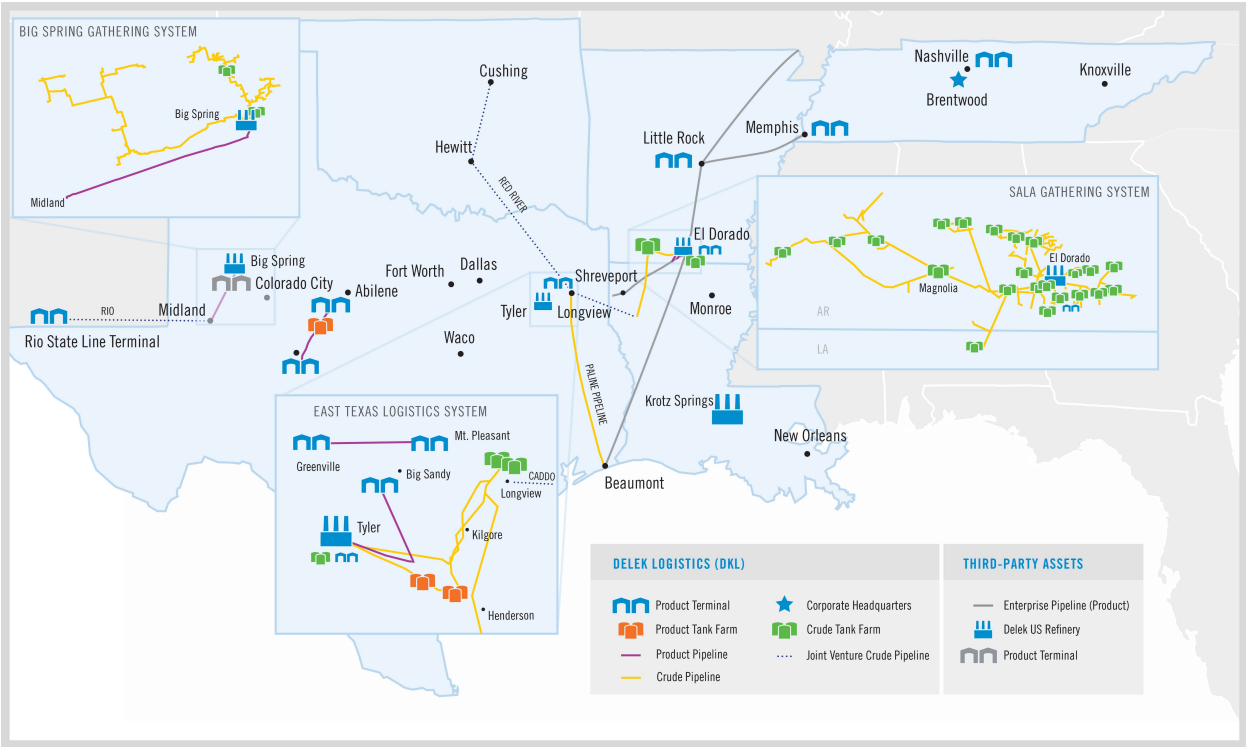 BIG SPRING GATHERING SYSTEM
Big Spring
Midland
Cushing
Hewitt
RED RIVER
Nashville
Brentwood
Knoxville
Memphis
Little Rock
SALA GATHERING SYSTEM
El Dorado
Magnolia
AR
LA
El Dorado
Big Spring
Colorado City
Abilene
Fort Worth
Dallas
Shreveport
Monroe
Tyler
Longview
RIO
Midland
Rio State Line Terminal
Waco
PALINE PIPELINE
Krotz Springs
New Orleans
Beaumont
EAST TEXAS LOGISTICS SYSTEM
Greenville
Mt. Pleasant
Big Sandy
CADDO
Longview
Tyler
Kilgore
Henderson
DELEK LOGISTICS (DKL)
Product Terminal
Product Tank Farm
Product Pipeline
Crude Pipeline
Corporate Headquarters
Crude Tank Farm
Joint Venture Crude Pipeline
THIRD-PARTY ASSETS
Enterprise Pipeline (Product)
Delek US Refinery
Product Terminal